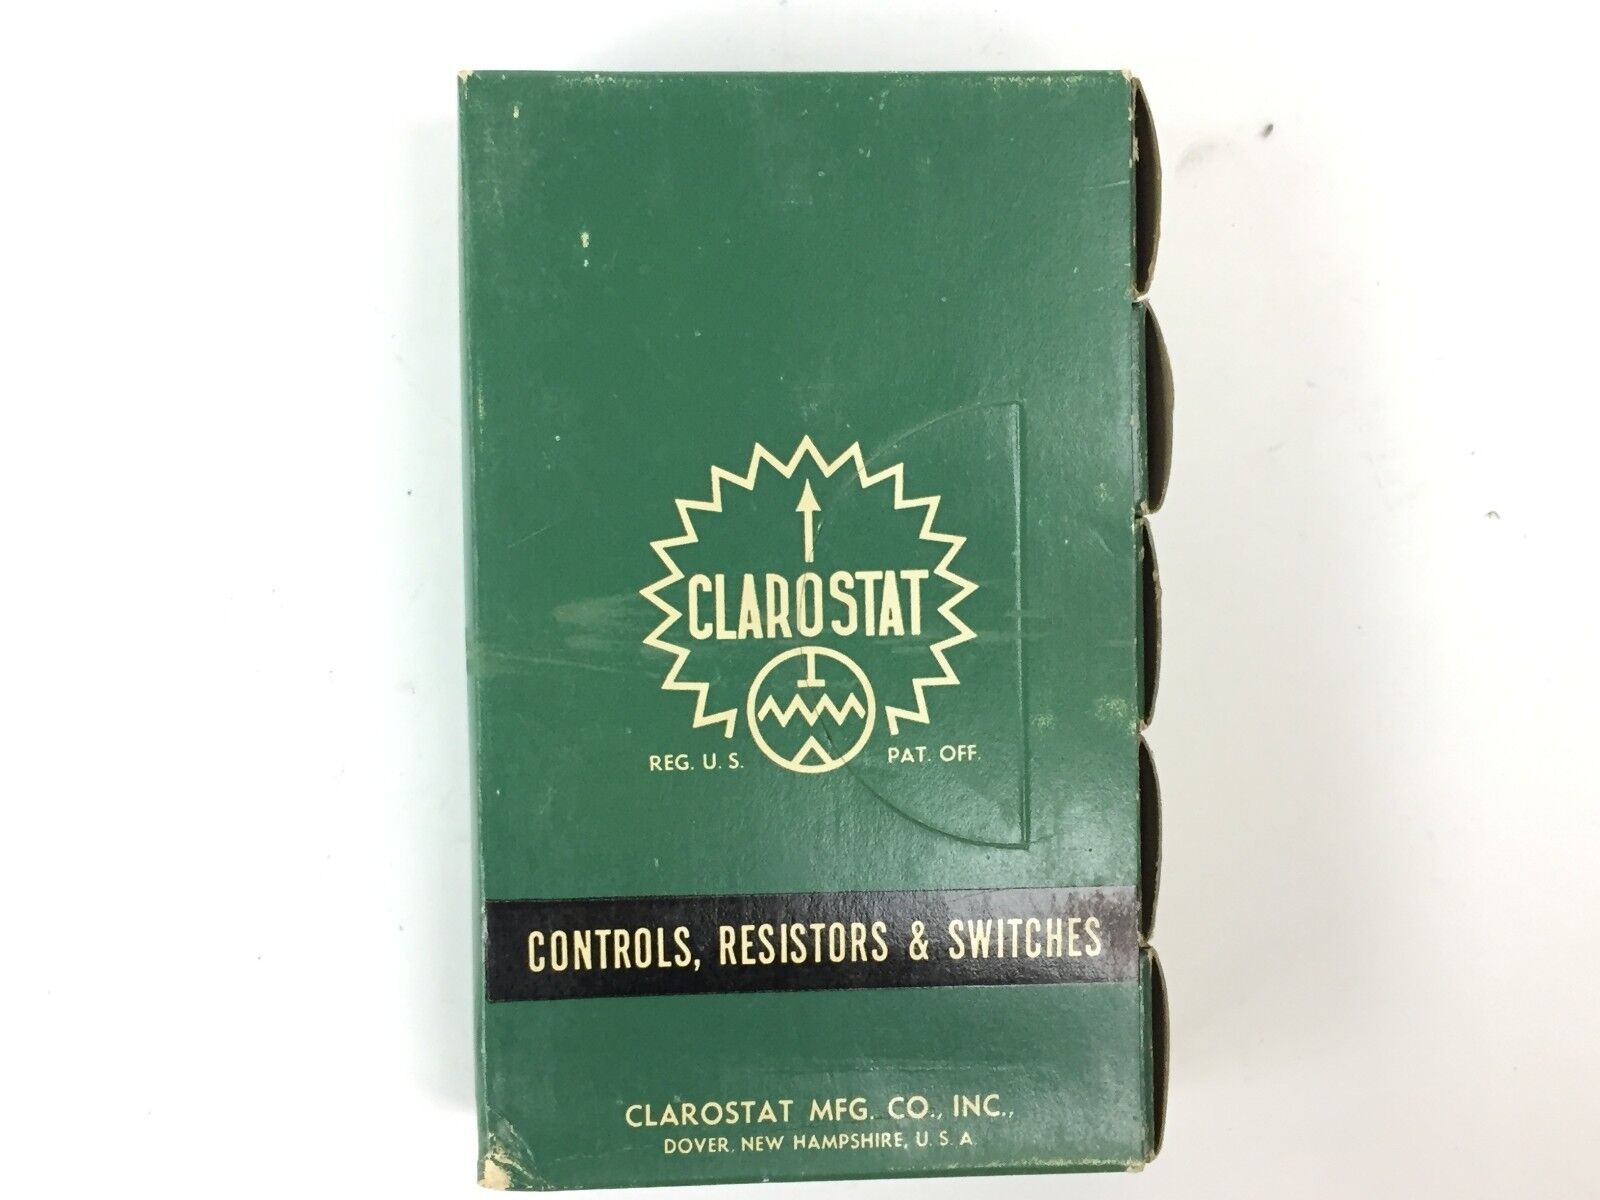 CLAROSTAT
REG. U. S. PAT. OFF.
CONTROLS, RESISTORS & SWITCHES
CLAROSTAT MFG. CO., INC.,
DOVER, NEW HAMPSHIRE, U. S. A.